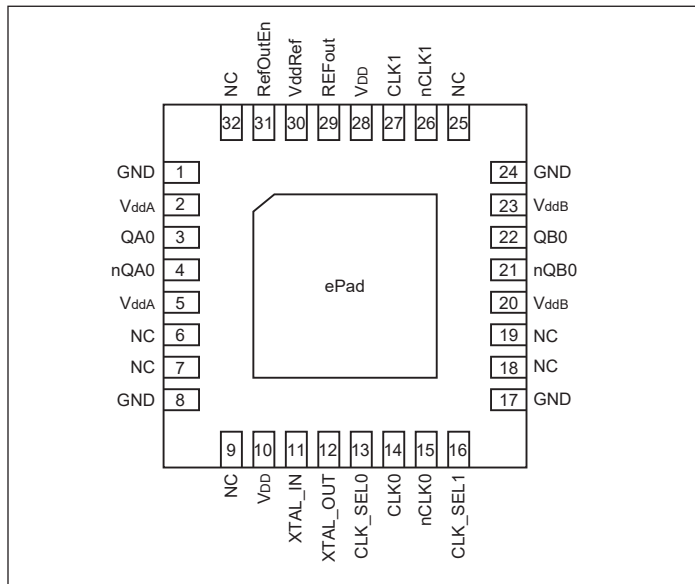 NC RefOutEn VddRef REFout VDD CLK1 nCLK1 NC
32 31 30 29 28 27 26 25
GND 1 24 GND
VddA 2 23 VddB
QA0 3 22 QB0
nQA0 4 21 nQB0
VddA 5 20 VddB
ePad
NC 6 19 NC
NC 7 18 NC
GND 8 17 GND
9 10 11 12 13 14 15 16
NC VDD XTAL_IN XTAL_OUT CLK_SEL0 CLK0 nCLK0 CLK_SEL1